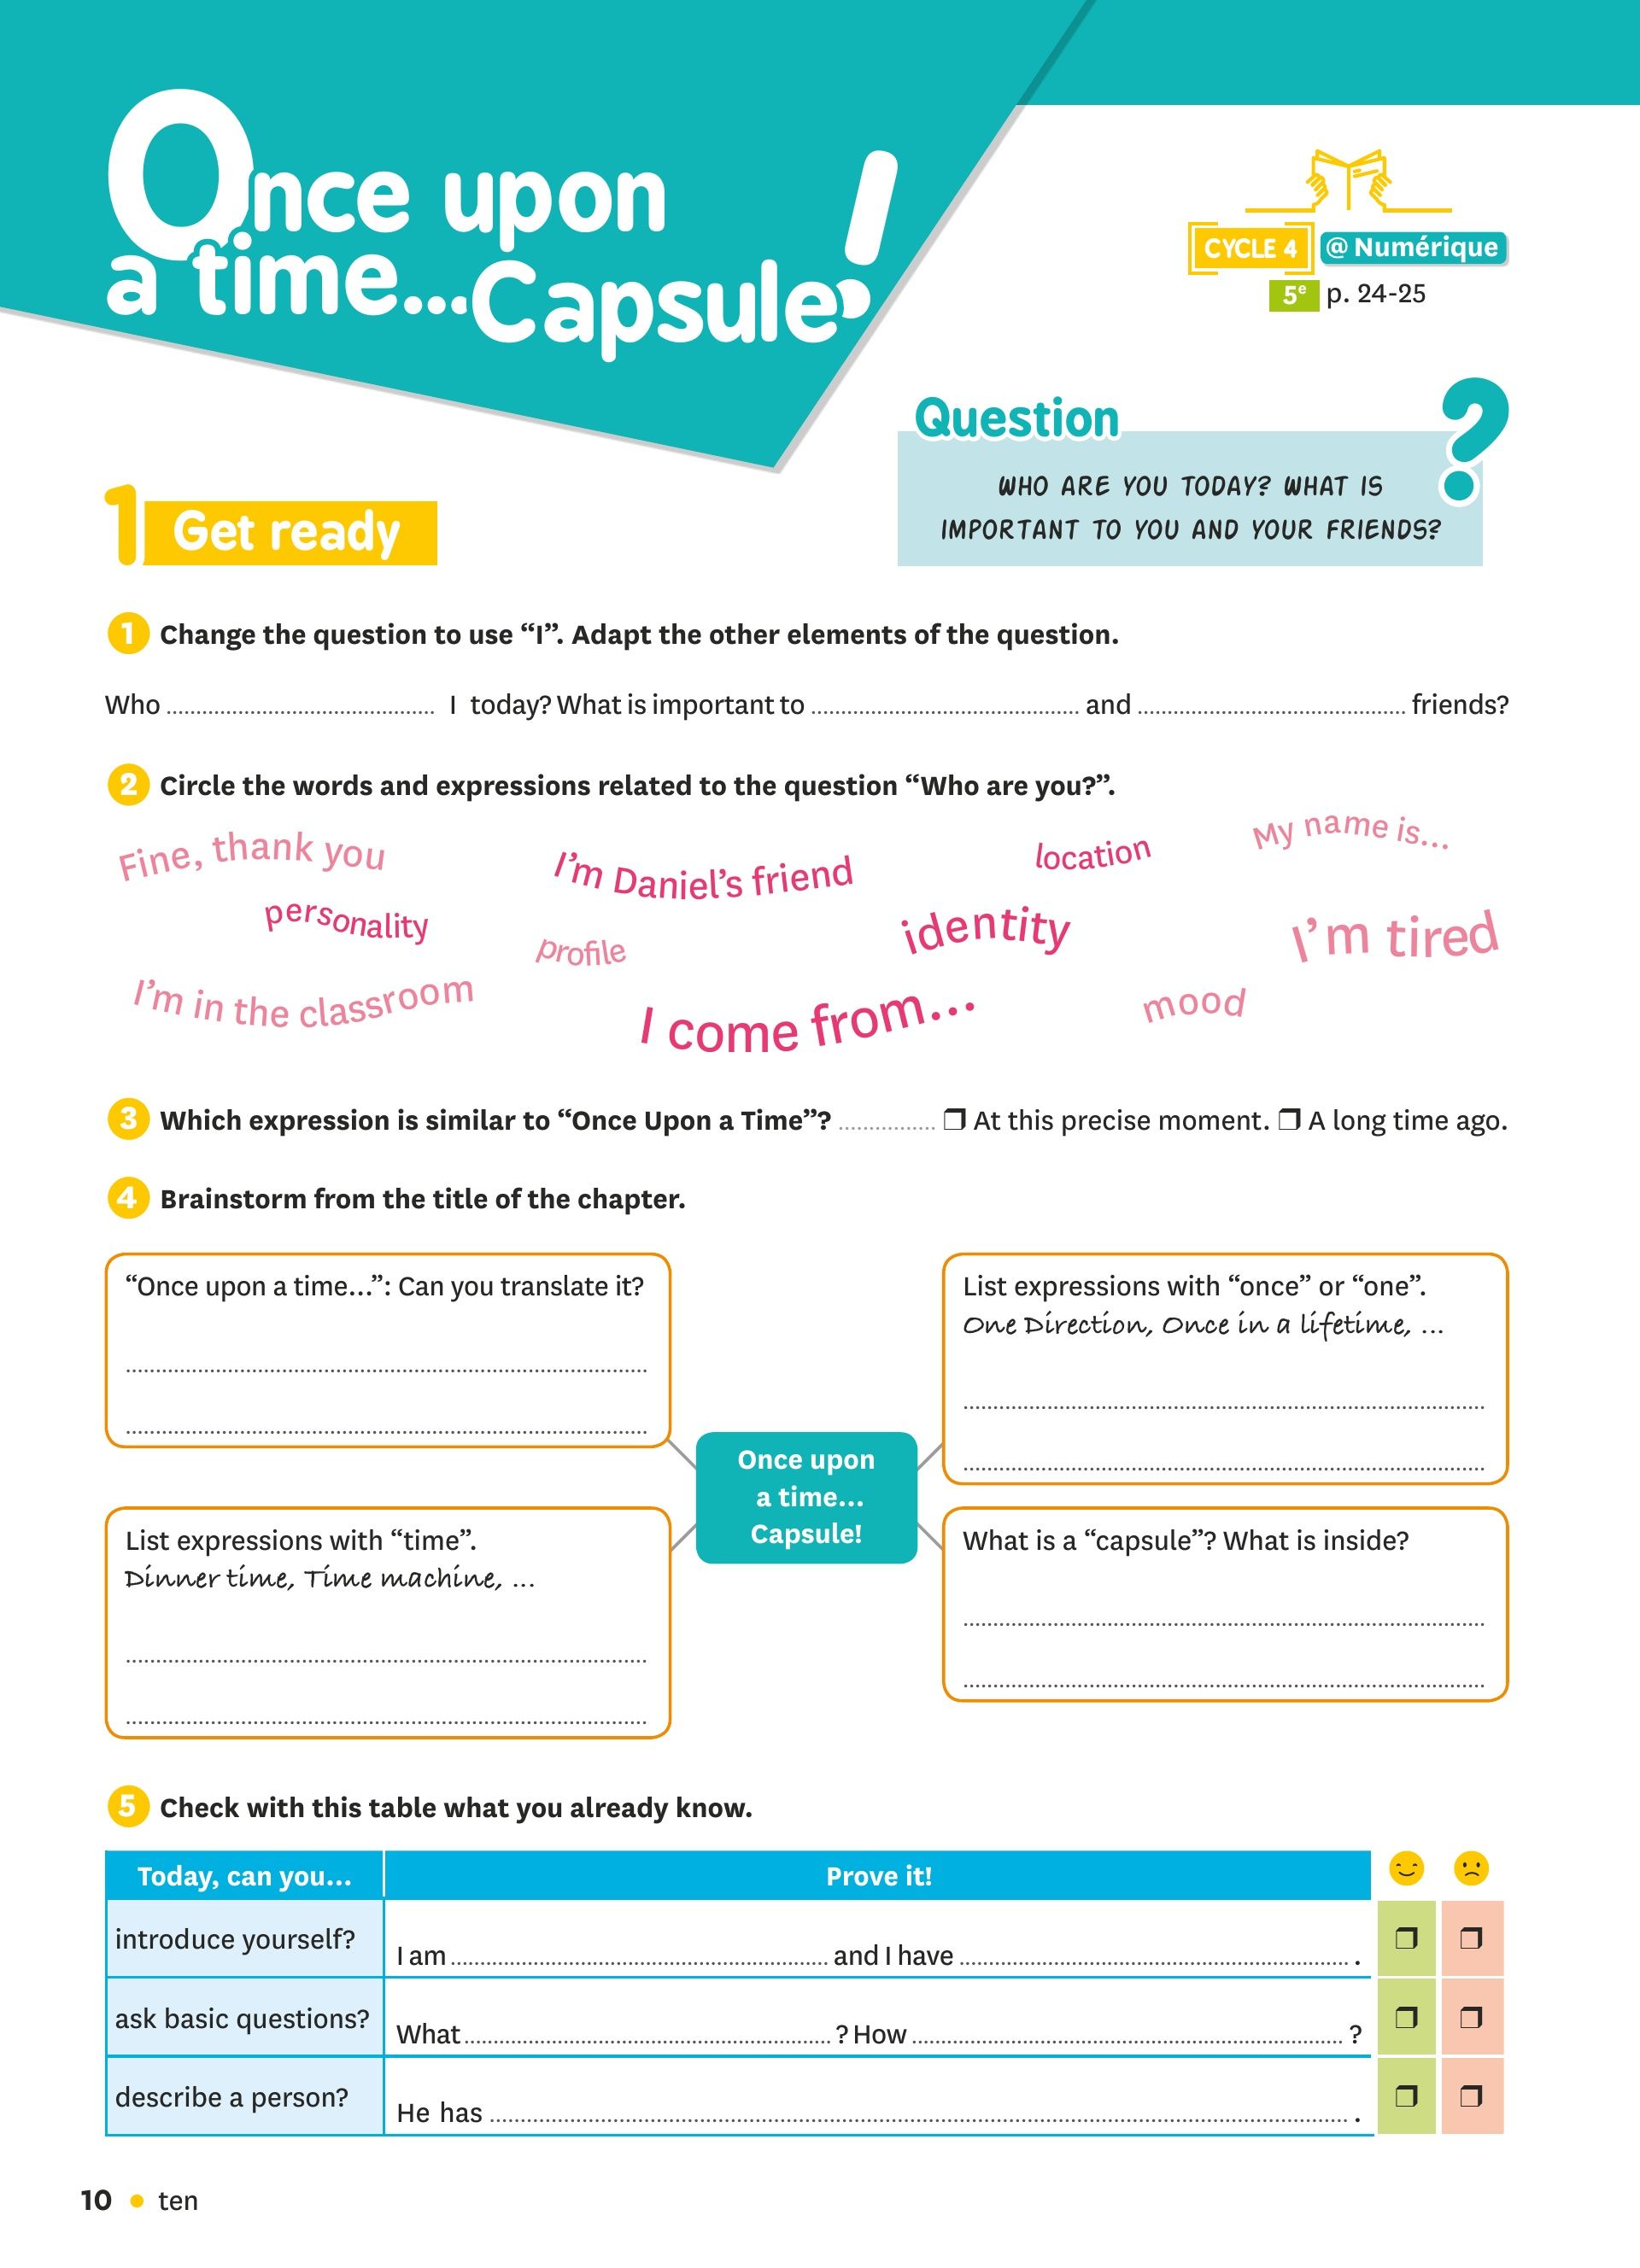 Once upon
a time...Capsule!
CYCLE 4 @ Numérique
5e p. 24-25
Question ?
WHO ARE YOU TODAY? WHAT IS
IMPORTANT TO YOU AND YOUR FRIENDS?
1 Get ready
1 Change the question to use “I”. Adapt the other elements of the question.
Who ............................................ I today? What is important to ............................................ and ............................................ friends?
2 Circle the words and expressions related to the question “Who are you?”.
Fine, thank you
I’m Daniel’s friend
location
My name is...
personality
profile
identity
I’m tired
I’m in the classroom
I come from...
mood
3 Which expression is similar to “Once Upon a Time”? ................ ❒ At this precise moment. ❒ A long time ago.
4 Brainstorm from the title of the chapter.
“Once upon a time...”: Can you translate it?
List expressions with “once” or “one”.
One Direction, Once in a lifetime, ...
Once upon
a time...
Capsule!
List expressions with “time”.
Dinner time, Time machine, ...
What is a “capsule”? What is inside?
5 Check with this table what you already know.
Today, can you... Prove it!
introduce yourself? I am ............................................ and I have ............................................ . ❒ ❒
ask basic questions? What ............................................ ? How ............................................ ? ❒ ❒
describe a person? He has ............................................ . ❒ ❒
10 • ten